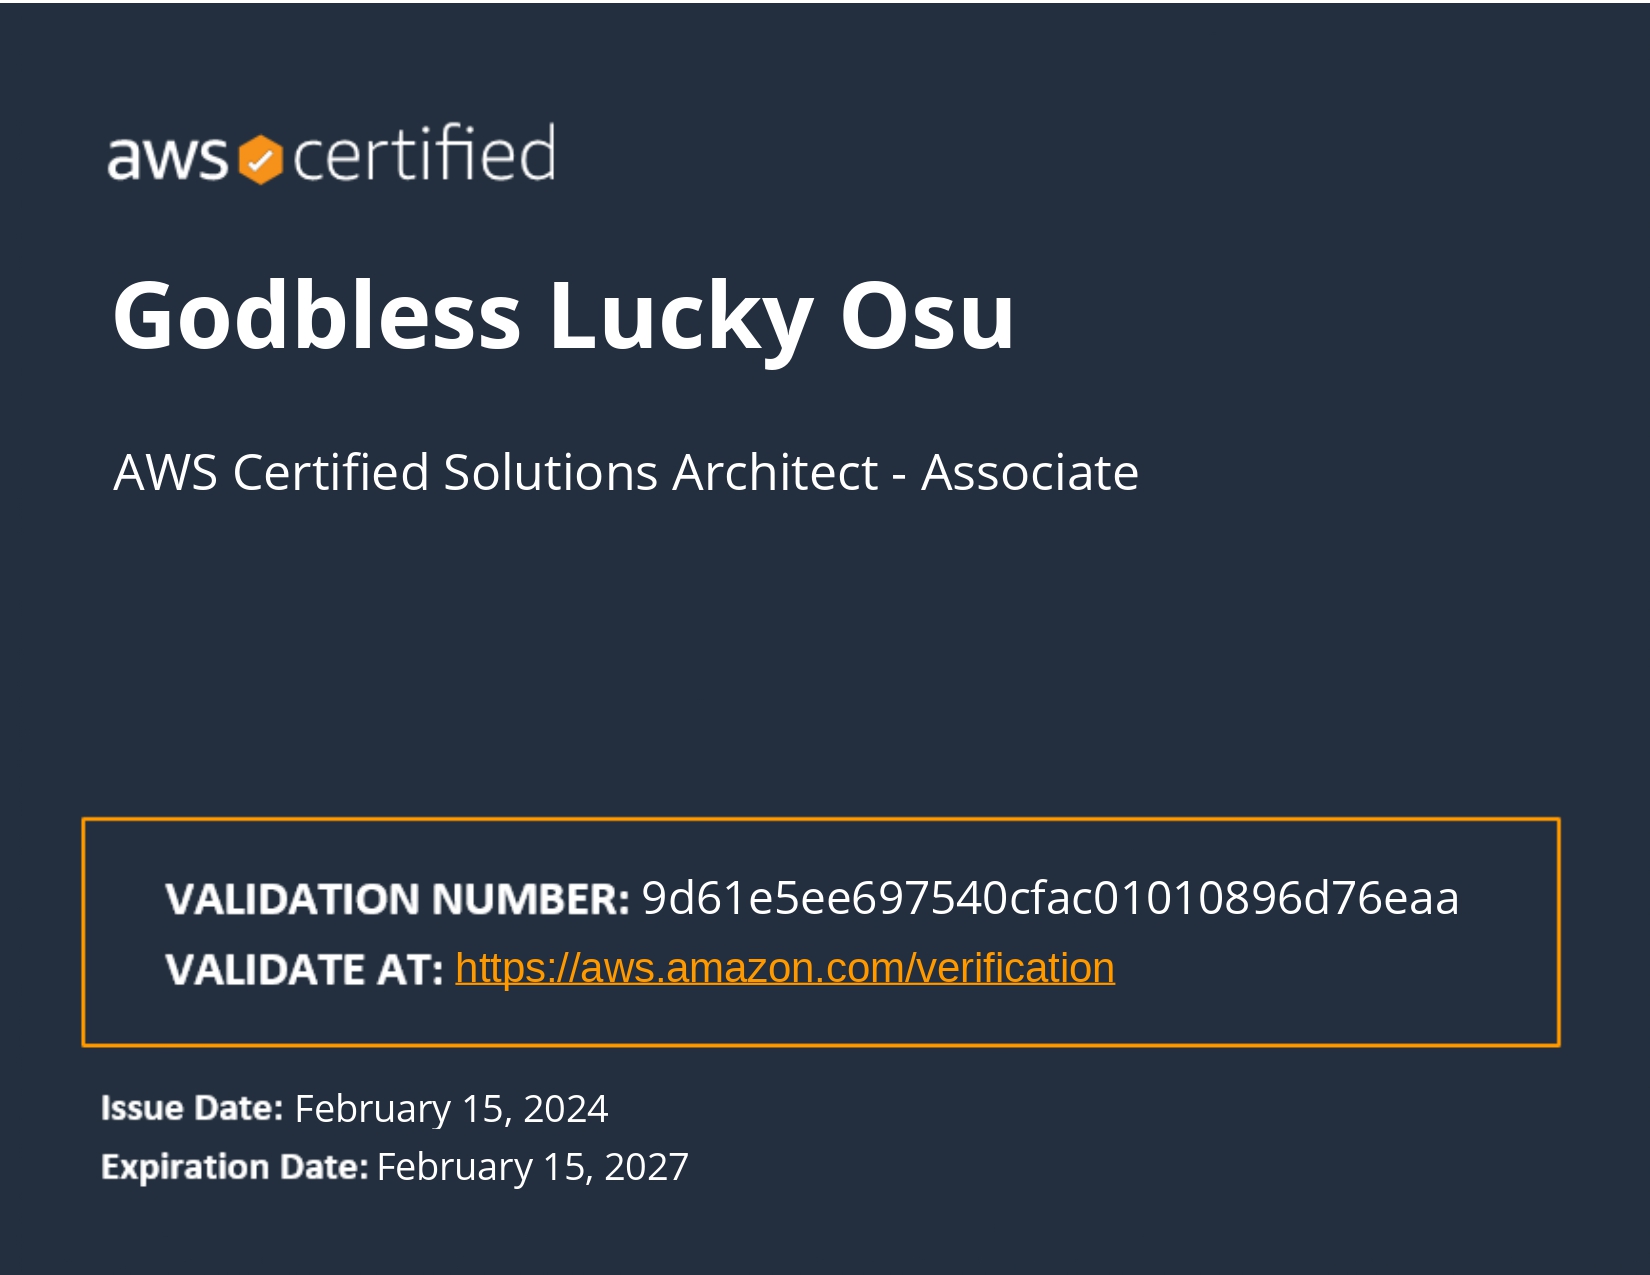 aws certified
Godbless Lucky Osu
AWS Certified Solutions Architect - Associate
VALIDATION NUMBER: 9d61e5ee697540cfac01010896d76eaa
VALIDATE AT: https://aws.amazon.com/verification
Issue Date: February 15, 2024
Expiration Date: February 15, 2027